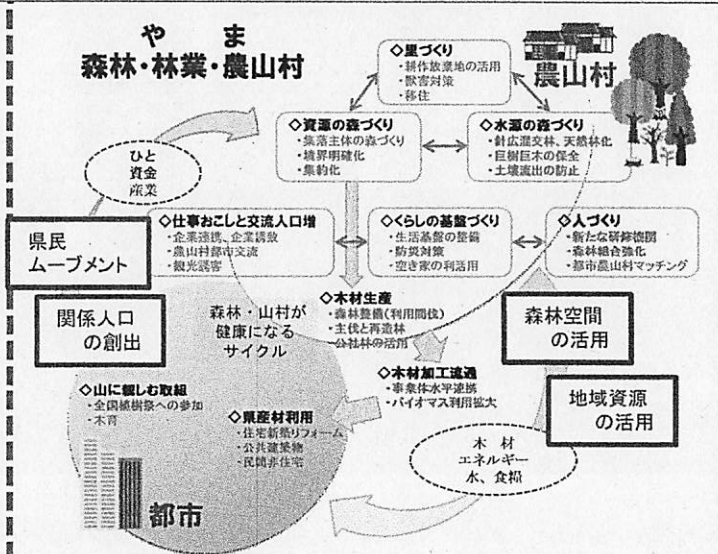 やま
森林・林業・農山村
◇里づくり
・耕作放棄地の活用
・獣害対策
・移住
農山村
◇資源の森づくり
・集落主体の森づくり
・境界明確化
・集約化
◇水源の森づくり
・針広混交林、天然林化
・巨樹巨木の保全
・土壌流出の防止
ひと
資金
産業
県民
ムーブメント
◇仕事おこしと交流人口増
・企業連携、企業誘致
・農山村都市交流
・観光誘客
◇くらしの基盤づくり
・生活基盤の整備
・防災対策
・空き家の利活用
◇人づくり
・新たな研修機関
・森林組合強化
・都市農山村マッチング
関係人口
の創出
森林・山村が
健康になる
サイクル
◇木材生産
・森林整備(利用間伐)
・主伐と再造林
・公社林の活用
森林空間
の活用
◇木材加工流通
・事業体水平連携
・バイオマス利用拡大
地域資源
の活用
◇山に親しむ取組
・全国植樹祭への参加
・木育
◇県産材利用
・住宅新築リフォーム
・公共建築物
・民間非住宅
木材
エネルギー
水、食糧
都市